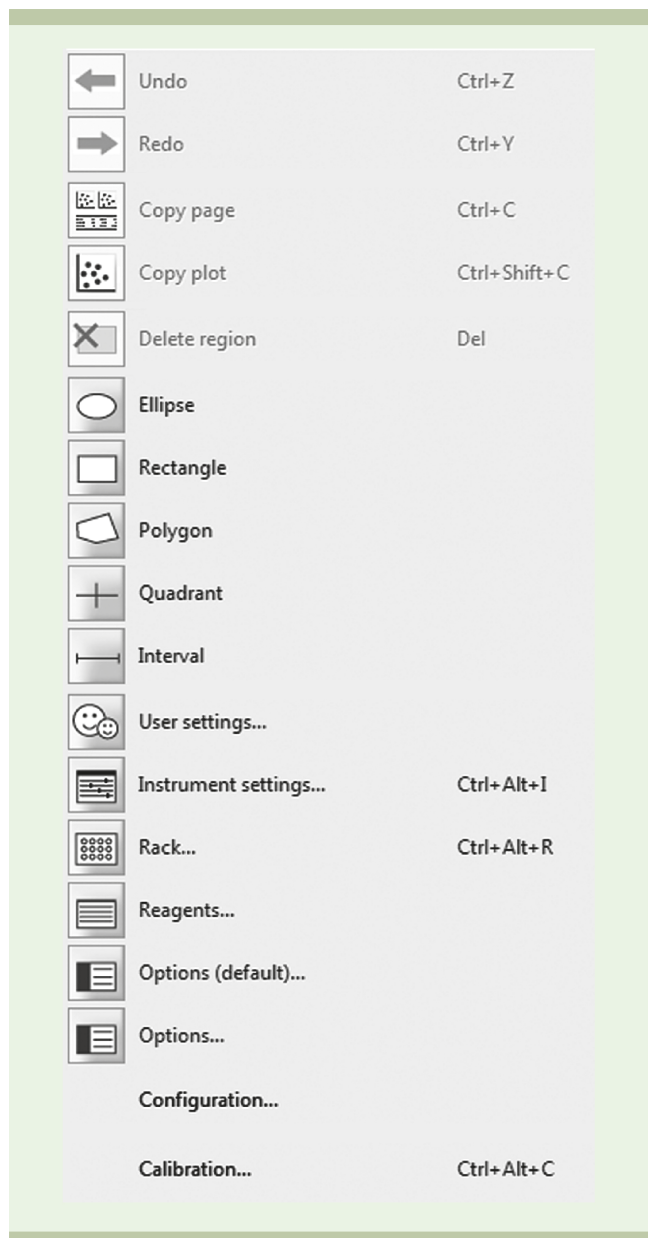 Undo Ctrl+Z
Redo Ctrl+Y
Copy page Ctrl+C
Copy plot Ctrl+Shift+C
Delete region Del
Ellipse
Rectangle
Polygon
Quadrant
Interval
User settings...
Instrument settings... Ctrl+Alt+I
Rack... Ctrl+Alt+R
Reagents...
Options (default)...
Options...
Configuration...
Calibration... Ctrl+Alt+C